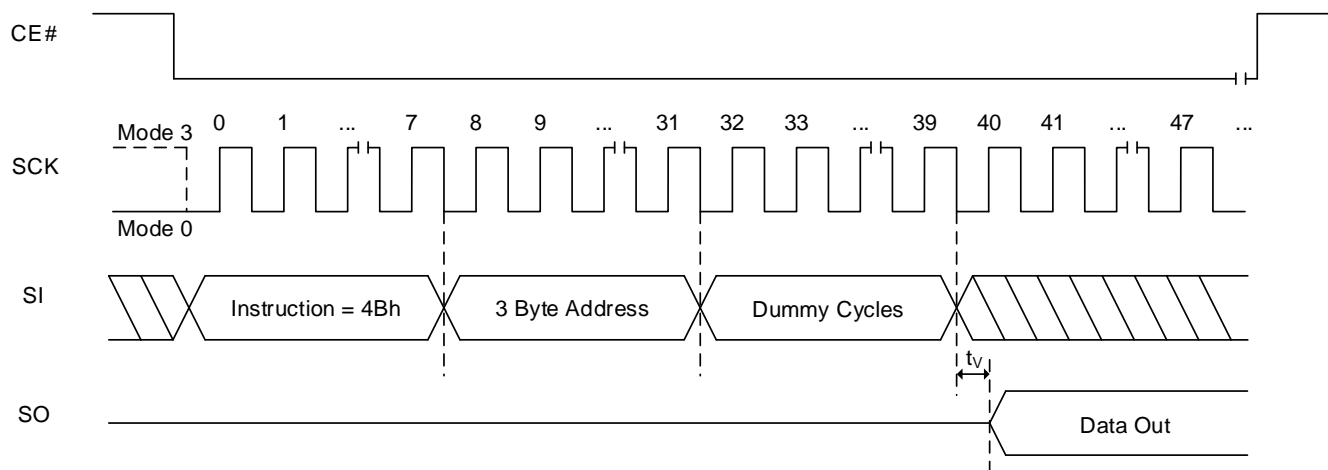 CE#
Mode 3 0 1 ... 7 8 9 ... 31 32 33 ... 39 40 41 ... 47 ...
SCK
Mode 0
SI Instruction = 4Bh 3 Byte Address Dummy Cycles
tV
SO Data Out